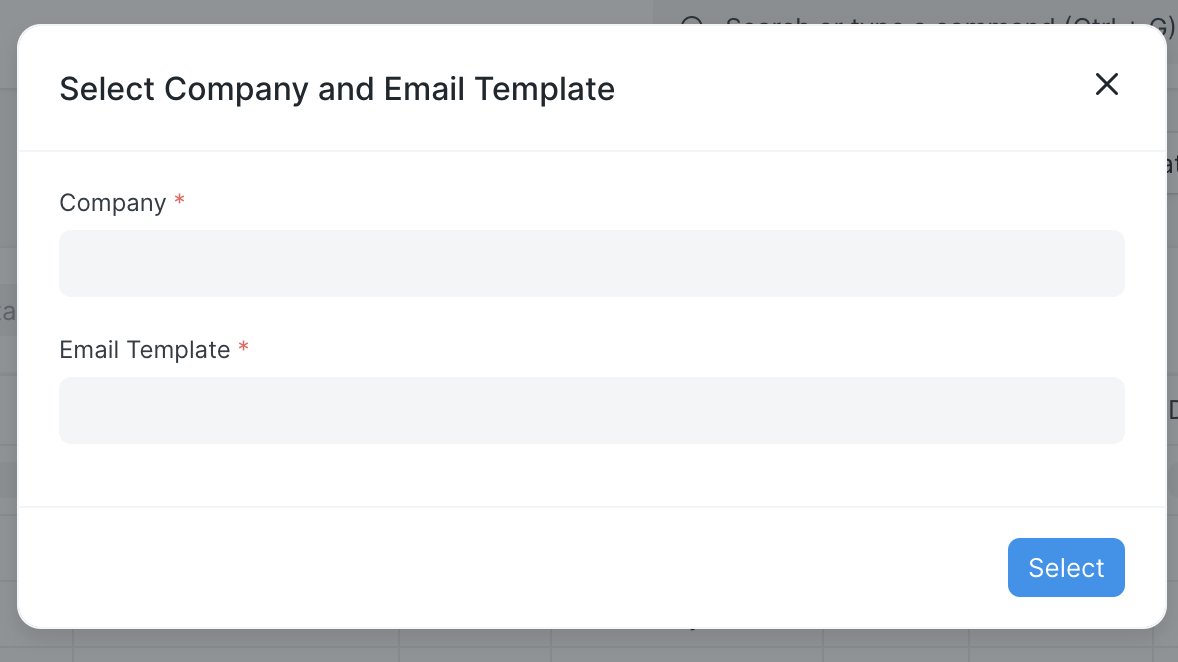 Search or type a command (Ctrl + G)
Select Company and Email Template
Company *
Email Template *
Select